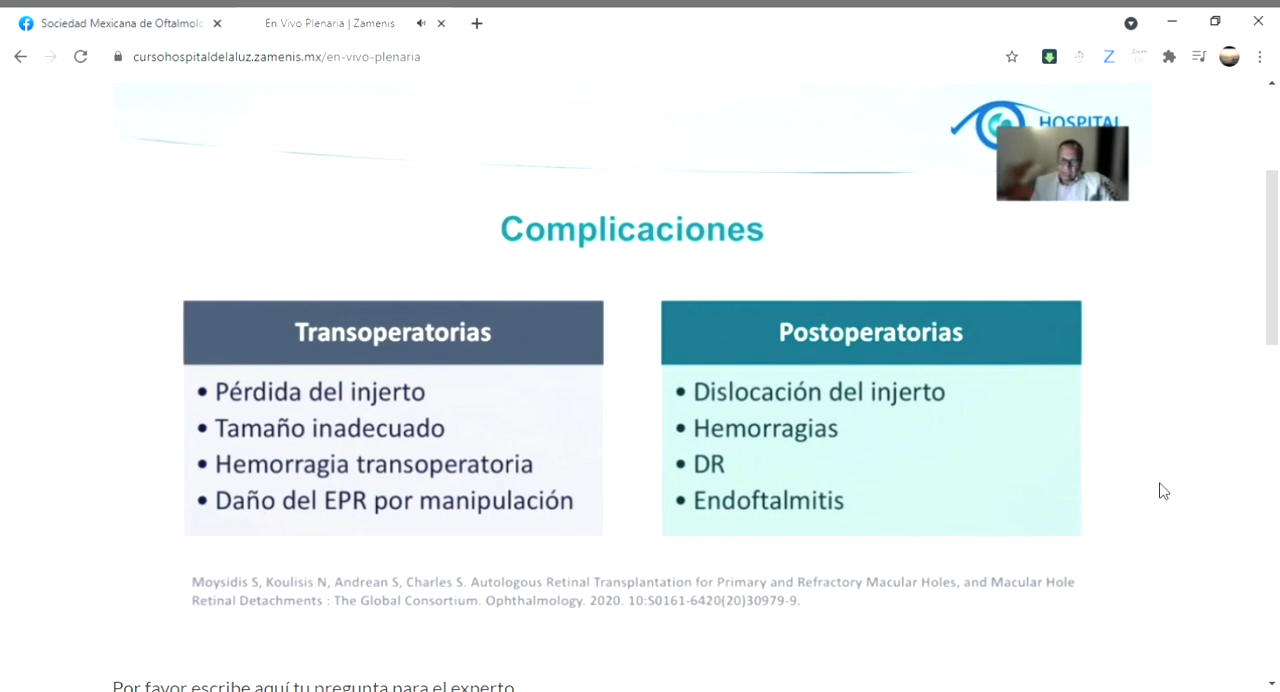 Sociedad Mexicana de Oftalmolo
En Vivo Plenaria | Zamenis
cursohospitaldelaluz.zamenis.mx/en-vivo-plenaria
HOSPITAL
Complicaciones
Transoperatorias
• Pérdida del injerto
• Tamaño inadecuado
• Hemorragia transoperatoria
• Daño del EPR por manipulación
Postoperatorias
• Dislocación del injerto
• Hemorragias
• DR
• Endoftalmitis
Moysidis S, Koulisis N, Andrean S, Charles S. Autologous Retinal Transplantation for Primary and Refractory Macular Holes, and Macular Hole
Retinal Detachments : The Global Consortium. Ophthalmology. 2020. 10:S0161-6420(20)30979-9.
Por favor escribe aquí tu pregunta para el experto